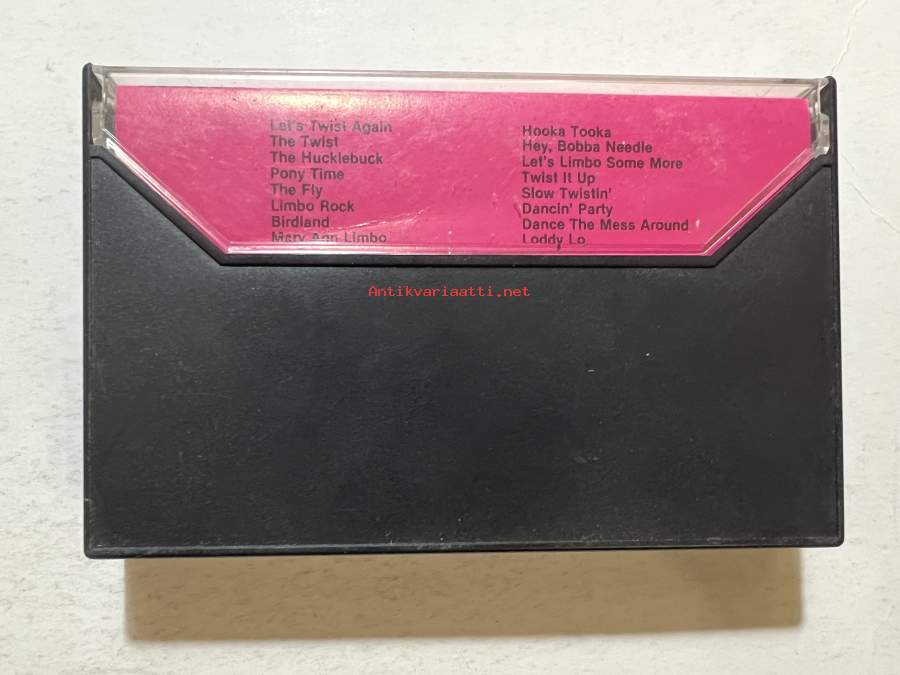 Let's Twist Again
The Twist
The Hucklebuck
Pony Time
The Fly
Limbo Rock
Birdland
Mary Ann Limbo
Hooka Tooka
Hey, Bobba Needle
Let's Limbo Some More
Twist It Up
Slow Twistin'
Dancin' Party
Dance The Mess Around
Loddy Lo
Antikvariaatti.net